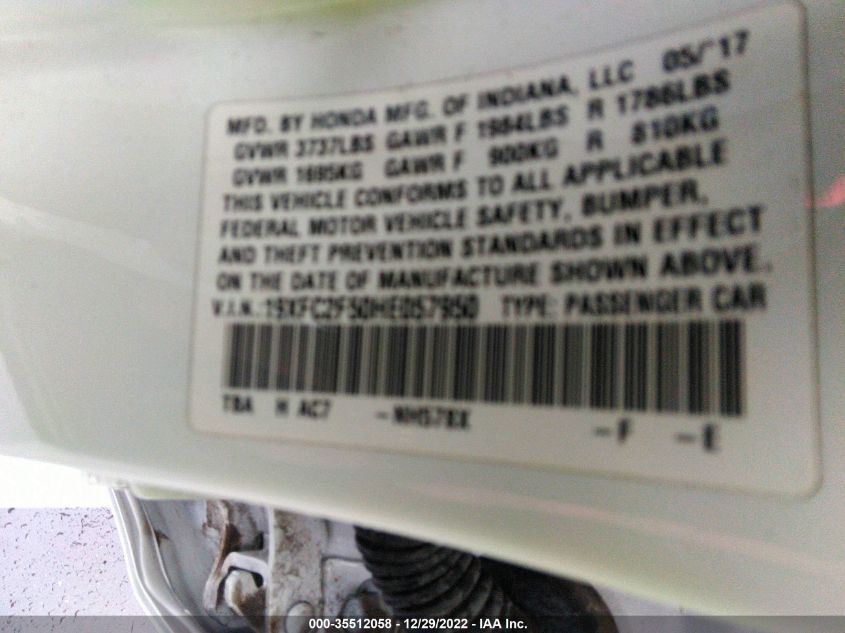 MFD. BY HONDA MFG. OF INDIANA, LLC 05/17
GVWR 3737LBS GAWR F 1984LBS R 1786LBS
GVWR 1695KG GAWR F 900KG R 810KG
THIS VEHICLE CONFORMS TO ALL APPLICABLE
FEDERAL MOTOR VEHICLE SAFETY, BUMPER,
AND THEFT PREVENTION STANDARDS IN EFFECT
ON THE DATE OF MANUFACTURE SHOWN ABOVE.
V.I.N.: 19XFC2F50HE057950 TYPE: PASSENGER CAR
TBA H AC7 -NH578X -F -E
000-35512058 - 12/29/2022 - IAA Inc.